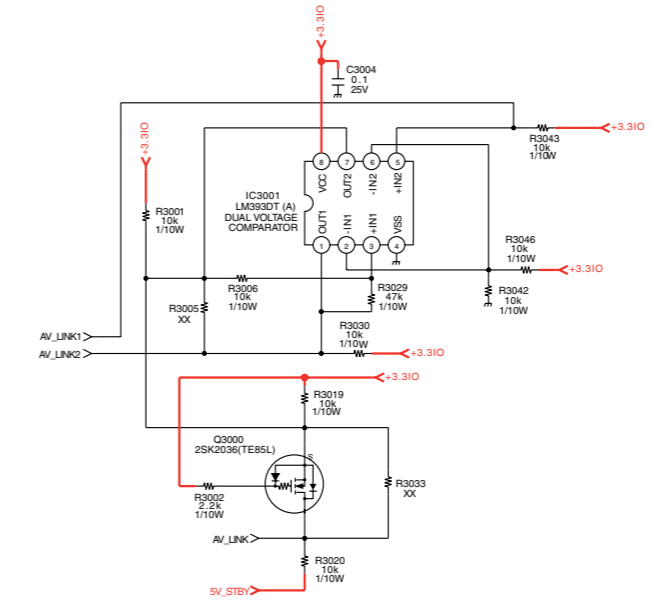 +3.3IO
C3004
0.1
25V
+3.3IO
R3043
10k
1/10W
+3.3IO
8
7
6
5
VCC
OUT2
-IN2
+IN2
IC3001
LM393DT (A)
DUAL VOLTAGE
COMPARATOR
OUT1
-IN1
+IN1
VSS
1
2
3
4
R3001
10k
1/10W
R3046
10k
1/10W
+3.3IO
R3006
10k
1/10W
R3029
47k
1/10W
R3042
10k
1/10W
R3005
XX
AV_LINK1
R3030
10k
1/10W
AV_LINK2
+3.3IO
+3.3IO
R3019
10k
1/10W
Q3000
2SK2036(TE85L)
S
R3033
XX
R3002
2.2k
1/10W
AV_LINK
R3020
10k
1/10W
5V_STBY